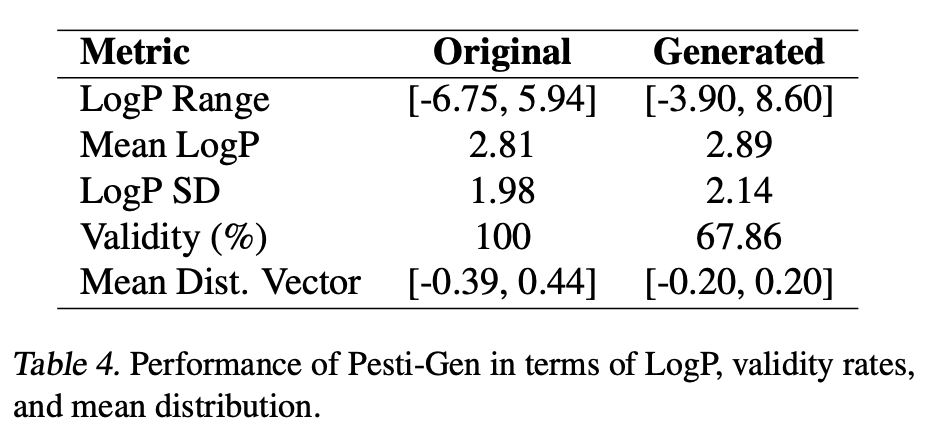 Metric Original Generated
LogP Range [-6.75, 5.94] [-3.90, 8.60]
Mean LogP 2.81 2.89
LogP SD 1.98 2.14
Validity (%) 100 67.86
Mean Dist. Vector [-0.39, 0.44] [-0.20, 0.20]
Table 4. Performance of Pesti-Gen in terms of LogP, validity rates,
and mean distribution.